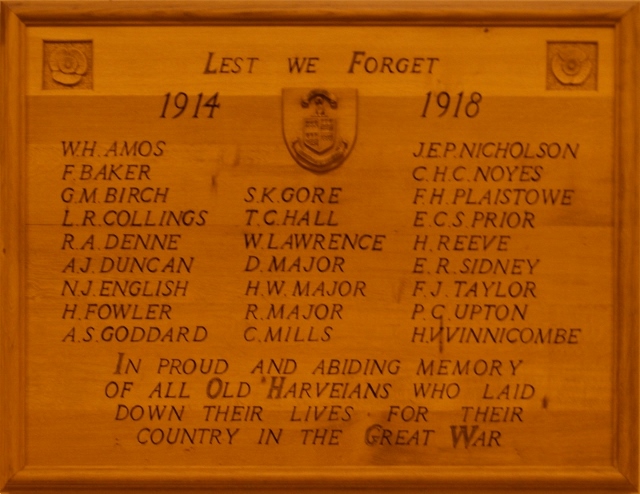 LEST WE FORGET
1914 1918
W.H. AMOS
F. BAKER
G.M. BIRCH
L.R. COLLINGS
R.A. DENNE
A.J. DUNCAN
N.J. ENGLISH
H. FOWLER
A.S. GODDARD
S.K. GORE
T.C. HALL
W. LAWRENCE
D. MAJOR
H.W. MAJOR
R. MAJOR
C. MILLS
J.E.P. NICHOLSON
C.H.C. NOYES
F.H. PLAISTOWE
E.C.S. PRIOR
H. REEVE
E.R. SIDNEY
F.J. TAYLOR
P.C. UPTON
H.V. VINNICOMBE
IN PROUD AND ABIDING MEMORY
OF ALL OLD HARVEIANS WHO LAID
DOWN THEIR LIVES FOR THEIR
COUNTRY IN THE GREAT WAR